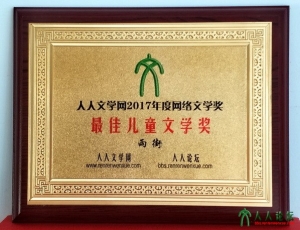 人人文学网2017年度网络文学奖
最佳儿童文学奖
雨街
人人文学网 人人论坛
www.renrenwenxue.com bbs.renrenwenxue.com
人人论坛